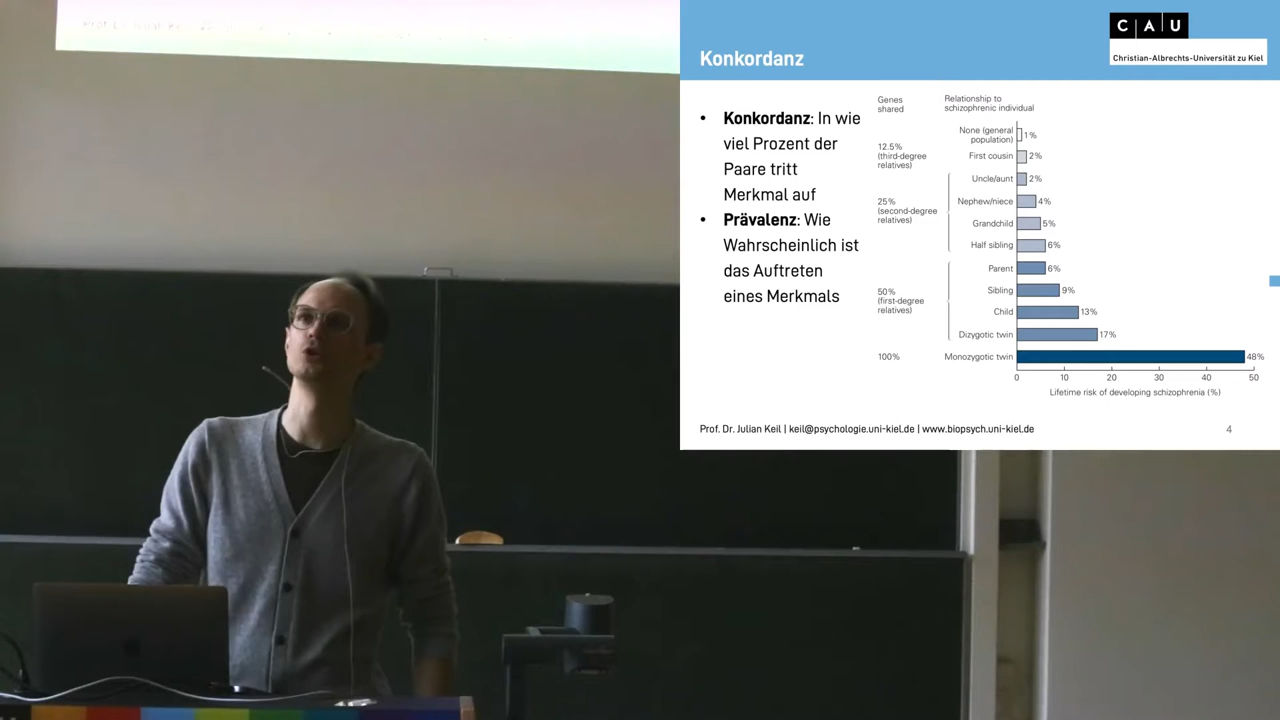 Prof. Dr. Julian Keil
Konkordanz
CAU
Christian-Albrechts-Universität zu Kiel
• Konkordanz: In wie
viel Prozent der
Paare tritt
Merkmal auf
• Prävalenz: Wie
Wahrscheinlich ist
das Auftreten
eines Merkmals
Genes
shared
Relationship to
schizophrenic individual
None (general
population)
1%
12.5%
(third-degree
relatives)
First cousin
2%
Uncle/aunt
2%
25%
(second-degree
relatives)
Nephew/niece
4%
Grandchild
5%
Half sibling
6%
Parent
6%
50%
(first-degree
relatives)
Sibling
9%
Child
13%
Dizygotic twin
17%
100%
Monozygotic twin
48%
0 10 20 30 40 50
Lifetime risk of developing schizophrenia (%)
Prof. Dr. Julian Keil | keil@psychologie.uni-kiel.de | www.biopsych.uni-kiel.de
4